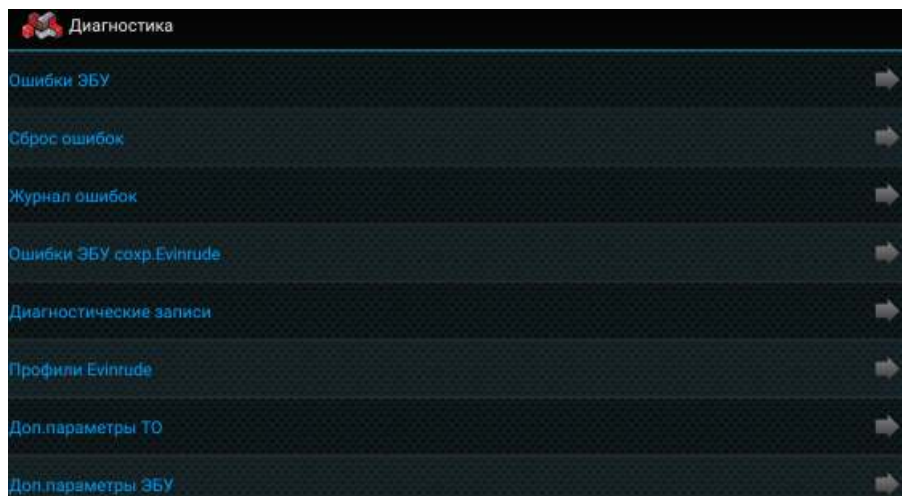 Диагностика
Ошибки ЭБУ
Сброс ошибок
Журнал ошибок
Ошибки ЭБУ сохр.Evinrude
Диагностические записи
Профили Evinrude
Доп.параметры ТО
Доп.параметры ЭБУ